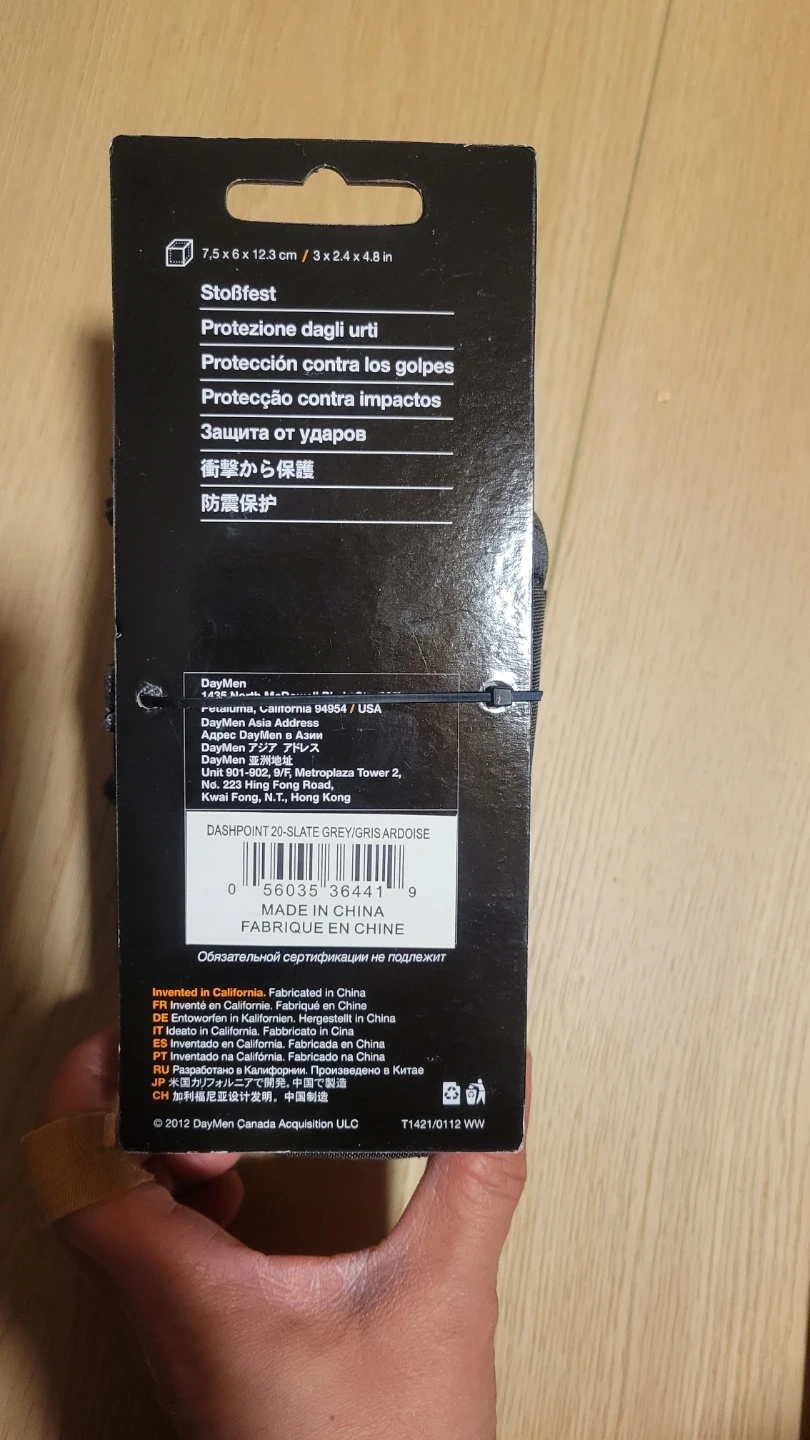 7,5 x 6 x 12.3 cm / 3 x 2.4 x 4.8 in
Stoßfest
Protezione dagli urti
Protección contra los golpes
Protecção contra impactos
Защита от ударов
衝撃から保護
防震保护
DayMen
1435 North McDowell
Petaluma, California 94954 / USA
DayMen Asia Address
Адрес DayMen в Азии
DayMen アジア アドレス
DayMen 亚洲地址
Unit 901-902, 9/F, Metroplaza Tower 2,
No. 223 Hing Fong Road,
Kwai Fong, N.T., Hong Kong
DASHPOINT 20-SLATE GREY/GRIS ARDOISE
0 56035 36441 9
MADE IN CHINA
FABRIQUE EN CHINE
Обязательной сертификации не подлежит
Invented in California. Fabricated in China
FR Inventé en Californie. Fabriqué en Chine
DE Entoworfen in Kalifornien. Hergestellt in China
IT Ideato in California. Fabbricato in Cina
ES Inventado en California. Fabricada en China
PT Inventado na Califórnia. Fabricado na China
RU Разработано в Калифорнии. Произведено в Китае
JP 米国カリフォルニアで開発。中国で製造
CH 加利福尼亚设计发明。中国制造
© 2012 DayMen Canada Acquisition ULC
T1421/0112 WW